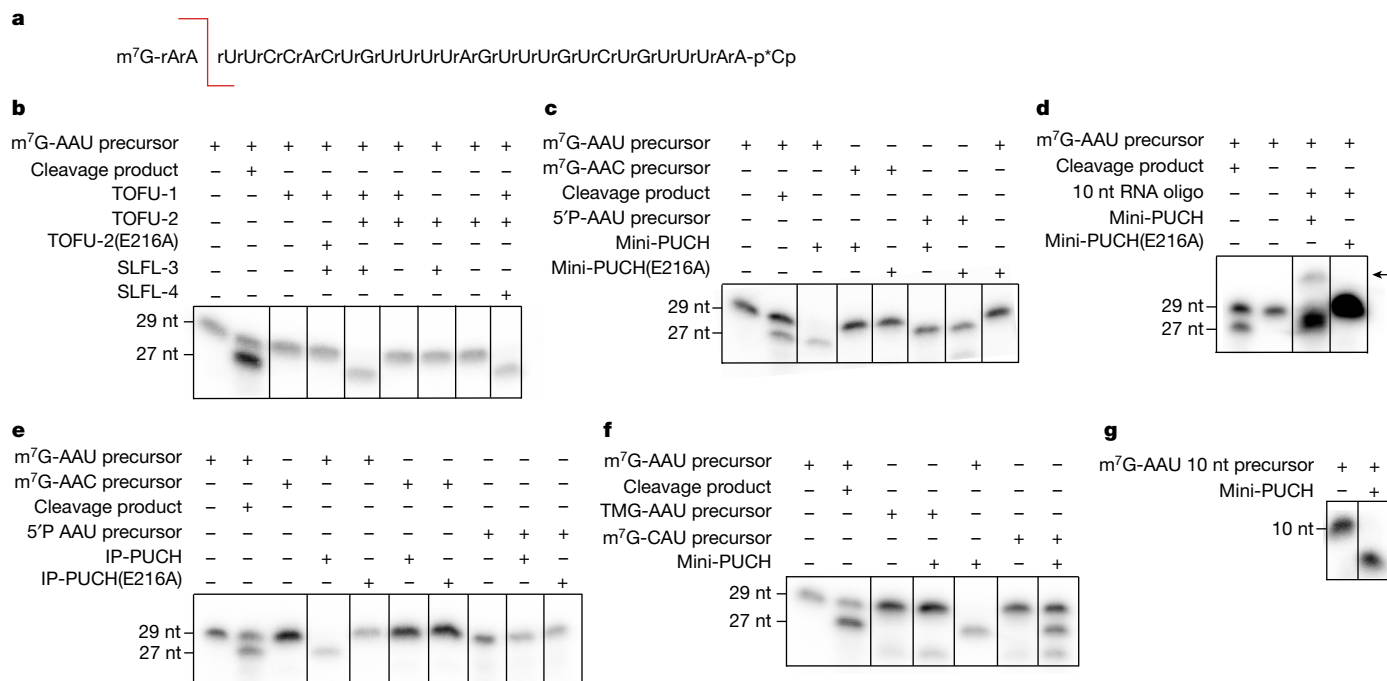 a
m⁷G-rArA rUrUrCrCrArCrUrGrUrUrUrUrUrArGrUrUrUrGrUrCrUrGrUrUrUrArA-p*Cp
b
m⁷G-AAU precursor + + + + + + + + +
Cleavage product – + – – – – – – –
TOFU-1 – – + + + + – – +
TOFU-2 – – – – + + + + +
TOFU-2(E216A) – – – + – – – – –
SLFL-3 – – – + + – + – –
SLFL-4 – – – – – – – – +
29 nt
27 nt
c
m⁷G-AAU precursor + + + – – – – +
m⁷G-AAC precursor – – – + + – – –
Cleavage product – + – – – – – –
5′P-AAU precursor – – – – – + + –
Mini-PUCH – – + + – + – –
Mini-PUCH(E216A) – – – – + – + +
29 nt
27 nt
d
m⁷G-AAU precursor + + + +
Cleavage product + – – –
10 nt RNA oligo – – + +
Mini-PUCH – – + –
Mini-PUCH(E216A) – – – +
29 nt
27 nt
e
m⁷G-AAU precursor + + – + + – – – – –
m⁷G-AAC precursor – – + – – + + – – –
Cleavage product – + – – – – – – – –
5′P AAU precursor – – – – – – – + + +
IP-PUCH – – – + – + – – + –
IP-PUCH(E216A) – – – – + – + – – +
29 nt
27 nt
f
m⁷G-AAU precursor + + – – + – –
Cleavage product – + – – – – –
TMG-AAU precursor – – + + – – –
m⁷G-CAU precursor – – – – – + +
Mini-PUCH – – – + + – +
29 nt
27 nt
g
m⁷G-AAU 10 nt precursor + +
Mini-PUCH – +
10 nt